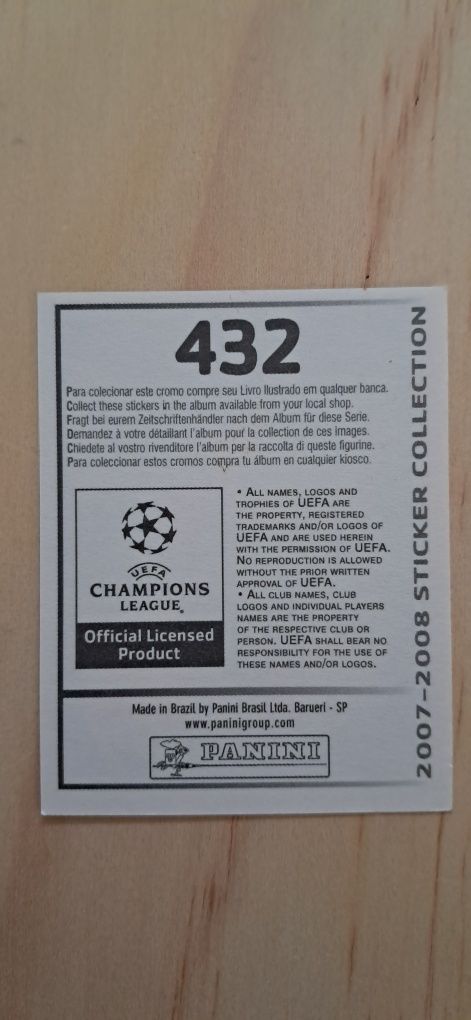 432
Para colecionar este cromo compre seu Livro Ilustrado em qualquer banca.
Collect these stickers in the album available from your local shop.
Fragt bei eurem Zeitschriftenhändler nach dem Album für diese Serie.
Demandez à votre détaillant l'album pour la collection de ces images.
Chiedete al vostro rivenditore l'album per la raccolta di queste figurine.
Para coleccionar estos cromos compra tu álbum en cualquier kiosco.
UEFA
CHAMPIONS
LEAGUE®
Official Licensed
Product
• ALL NAMES, LOGOS AND
TROPHIES OF UEFA ARE
THE PROPERTY, REGISTERED
TRADEMARKS AND/OR LOGOS OF
UEFA AND ARE USED HEREIN
WITH THE PERMISSION OF UEFA.
NO REPRODUCTION IS ALLOWED
WITHOUT THE PRIOR WRITTEN
APPROVAL OF UEFA.
• ALL CLUB NAMES, CLUB
LOGOS AND INDIVIDUAL PLAYERS
NAMES ARE THE PROPERTY
OF THE RESPECTIVE CLUB OR
PERSON. UEFA SHALL BEAR NO
RESPONSIBILITY FOR THE USE OF
THESE NAMES AND/OR LOGOS.
Made in Brazil by Panini Brasil Ltda. Barueri - SP
www.paninigroup.com
PANINI
2007-2008 STICKER COLLECTION